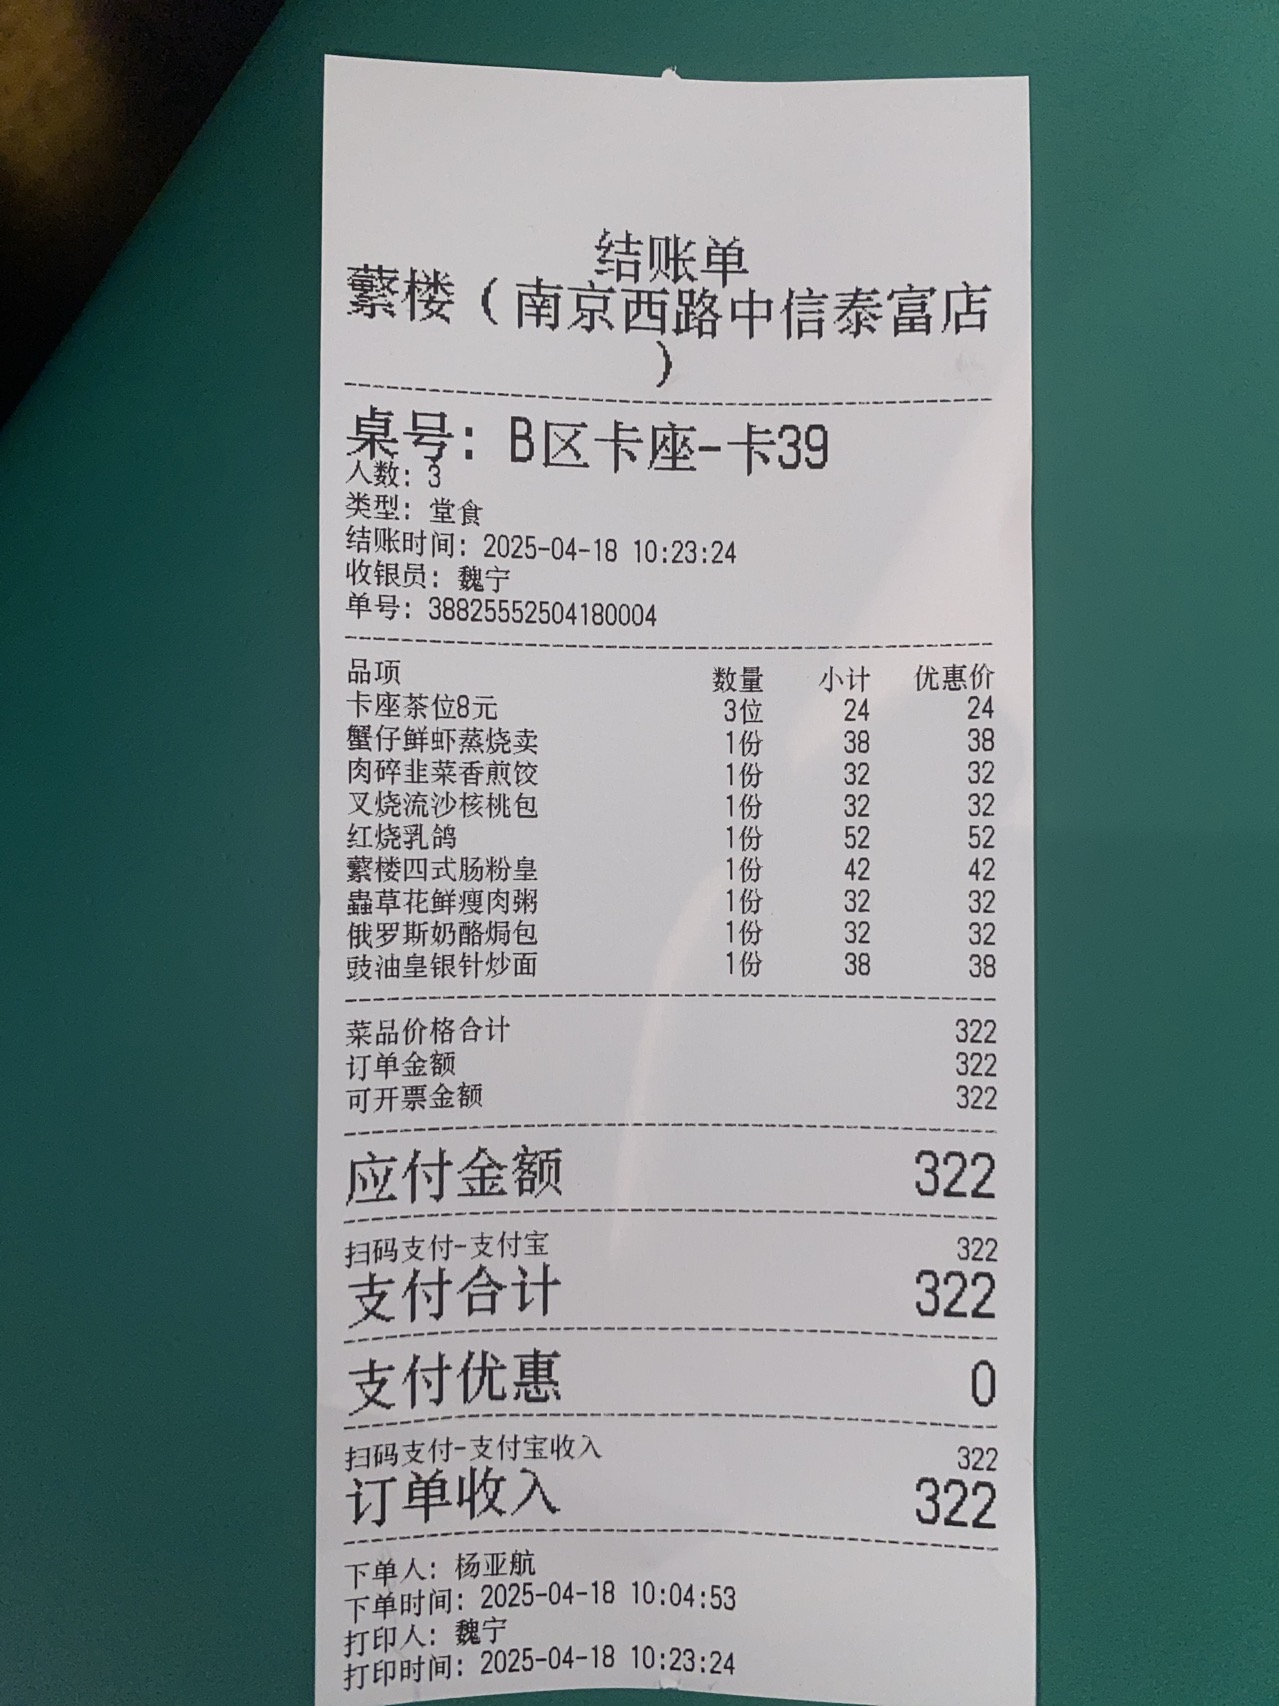 结账单
蘩楼（南京西路中信泰富店
）
桌号: B区卡座-卡39
人数: 3
类型: 堂食
结账时间: 2025-04-18 10:23:24
收银员: 魏宁
单号: 38825552504180004
品项 数量 小计 优惠价
卡座茶位8元 3位 24 24
蟹仔鲜虾蒸烧卖 1份 38 38
肉碎韭菜香煎饺 1份 32 32
叉烧流沙核桃包 1份 32 32
红烧乳鸽 1份 52 52
蘩楼四式肠粉皇 1份 42 42
蟲草花鲜瘦肉粥 1份 32 32
俄罗斯奶酪焗包 1份 32 32
豉油皇银针炒面 1份 38 38
菜品价格合计 322
订单金额 322
可开票金额 322
应付金额 322
扫码支付-支付宝 322
支付合计 322
支付优惠 0
扫码支付-支付宝收入 322
订单收入 322
下单人: 杨亚航
下单时间: 2025-04-18 10:04:53
打印人: 魏宁
打印时间: 2025-04-18 10:23:24